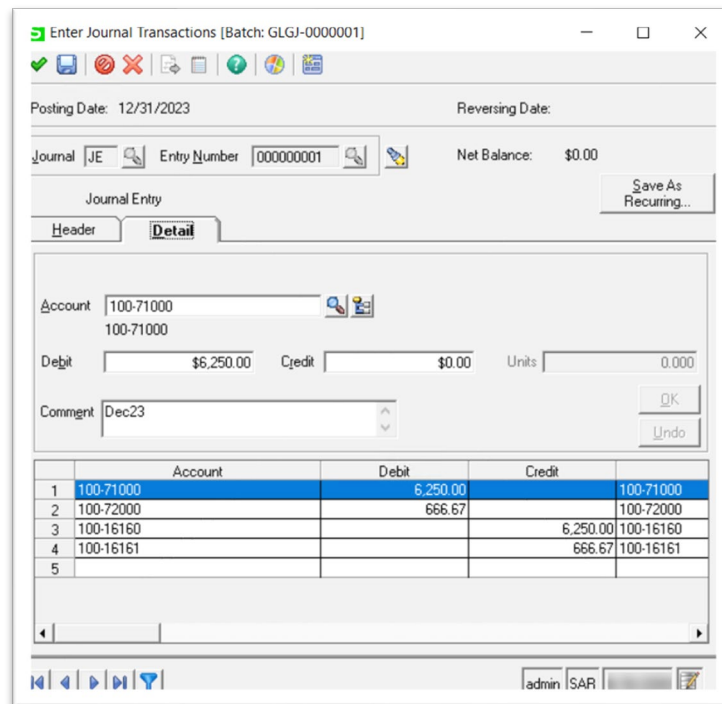 Enter Journal Transactions [Batch: GLGJ-0000001]
Posting Date: 12/31/2023 Reversing Date:
Journal JE Entry Number 000000001 Net Balance: $0.00
Journal Entry Save As Recurring...
Header Detail
Account 100-71000
100-71000
Debit $6,250.00 Credit $0.00 Units 0.000
Comment Dec23 OK
Undo
Account Debit Credit
1 100-71000 6,250.00 100-71000
2 100-72000 666.67 100-72000
3 100-16160 6,250.00 100-16160
4 100-16161 666.67 100-16161
5
admin SAR